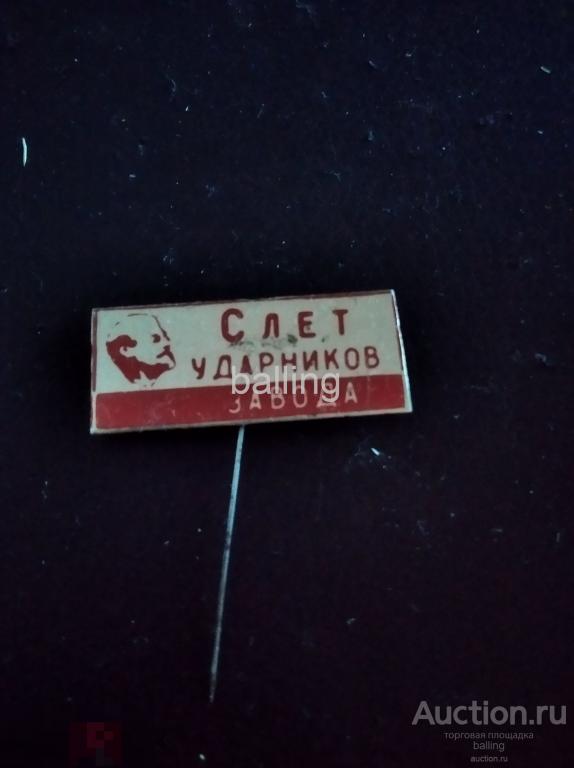 Слет
ударников
завода
balling
Auction.ru
торговая площадка
balling
auction.ru